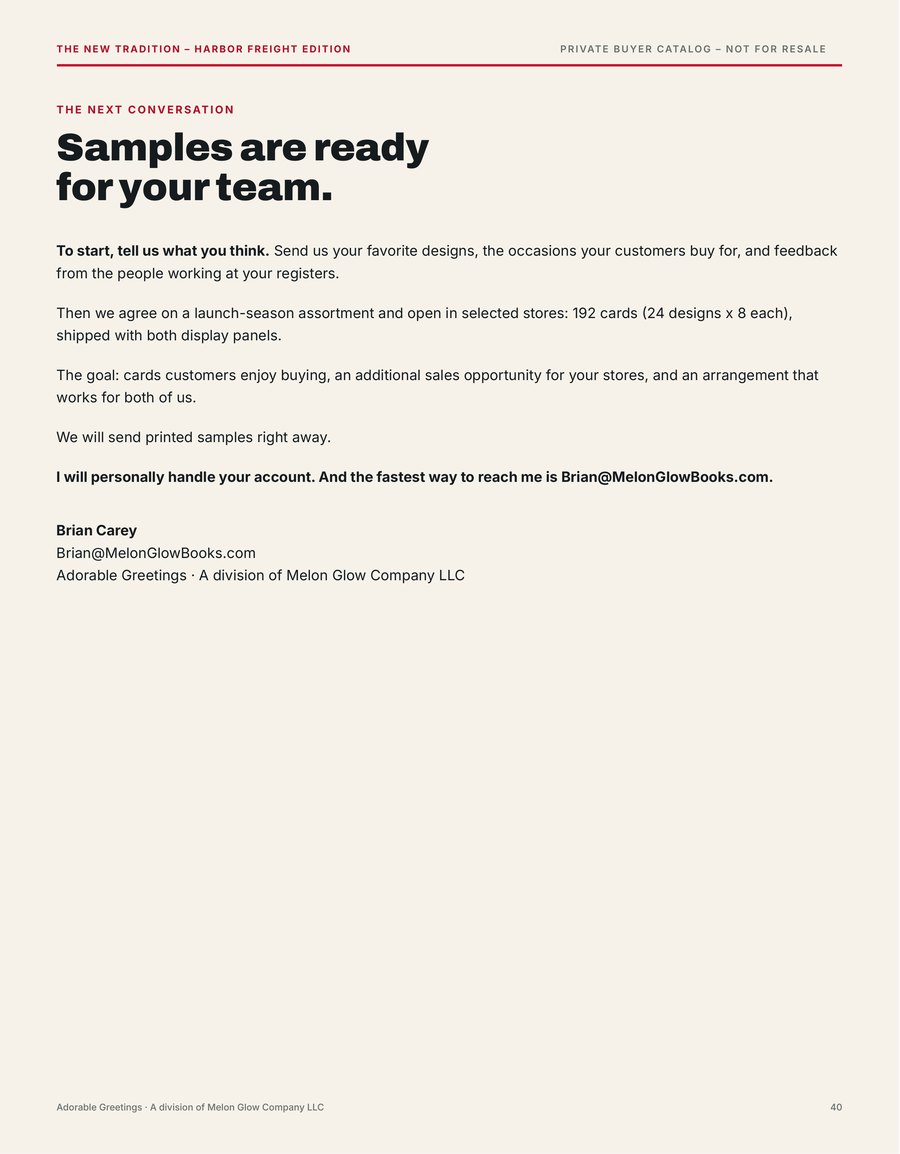 THE NEW TRADITION – HARBOR FREIGHT EDITION
PRIVATE BUYER CATALOG – NOT FOR RESALE
THE NEXT CONVERSATION
Samples are ready
for your team.
To start, tell us what you think. Send us your favorite designs, the occasions your customers buy for, and feedback
from the people working at your registers.
Then we agree on a launch-season assortment and open in selected stores: 192 cards (24 designs x 8 each),
shipped with both display panels.
The goal: cards customers enjoy buying, an additional sales opportunity for your stores, and an arrangement that
works for both of us.
We will send printed samples right away.
I will personally handle your account. And the fastest way to reach me is Brian@MelonGlowBooks.com.
Brian Carey
Brian@MelonGlowBooks.com
Adorable Greetings · A division of Melon Glow Company LLC
Adorable Greetings · A division of Melon Glow Company LLC
40